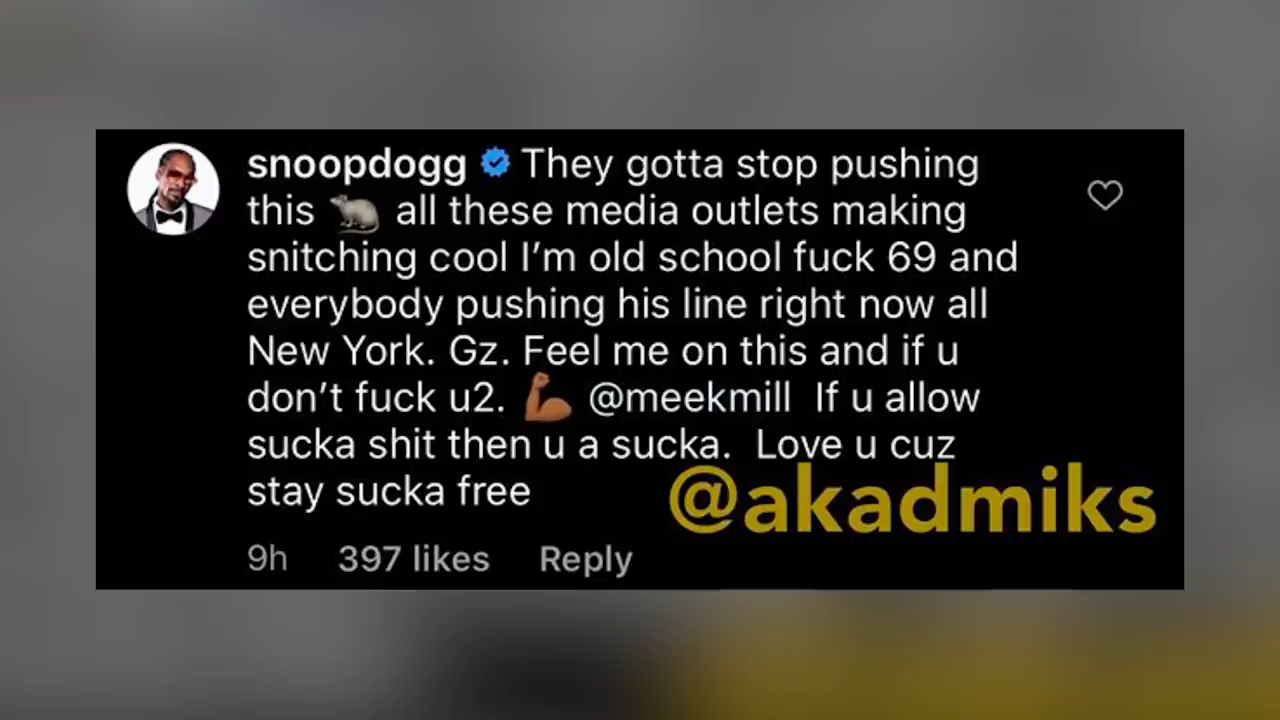 snoopdogg They gotta stop pushing
this 🐀 all these media outlets making
snitching cool I'm old school fuck 69 and
everybody pushing his line right now all
New York. Gz. Feel me on this and if u
don't fuck u2. 💪🏾 @meekmill If u allow
sucka shit then u a sucka. Love u cuz
stay sucka free
@akadmiks
9h 397 likes Reply